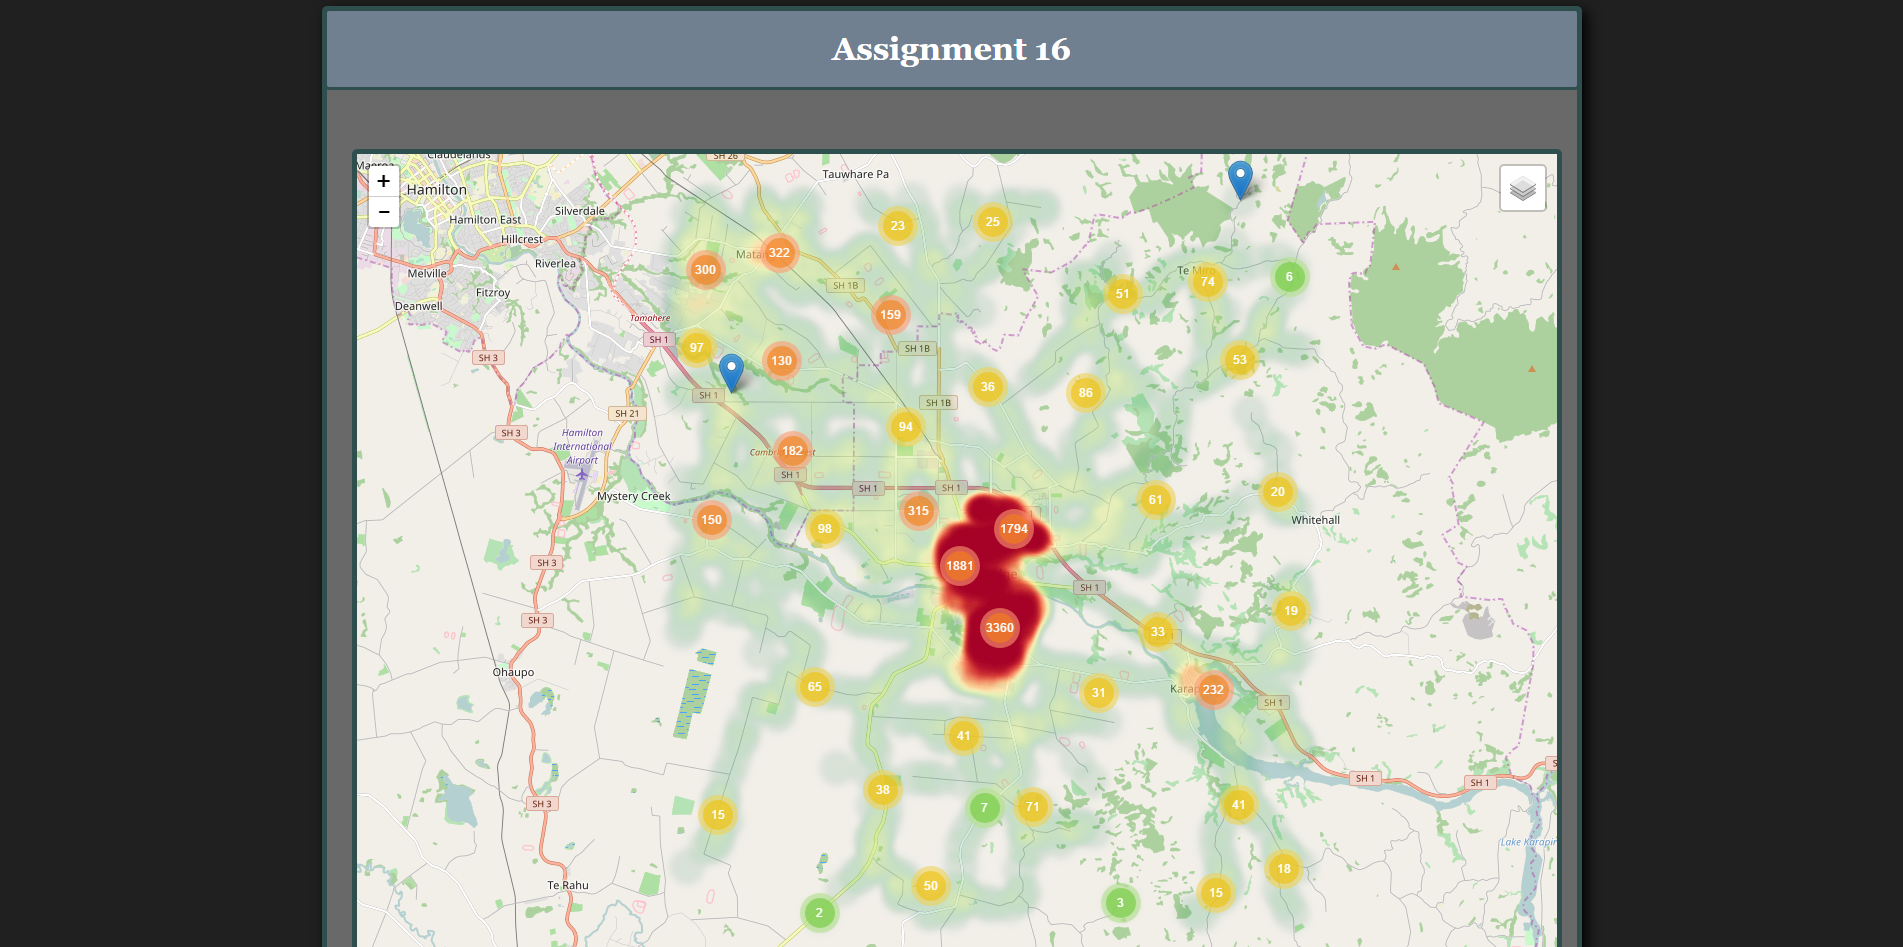 Assignment 16
Claudelands
SH 26
+
Tauwhare Pa
Hamilton
−
Silverdale
Hamilton East
23
25
Hillcrest
322
Riverlea
300
Te Miro
Melville
6
74
SH 1B
Fitzroy
51
Deanwell
159
Tamahere
SH 1
97
SH 1B
SH 3
130
53
36
86
SH 1
SH 1B
SH 21
94
SH 3
Hamilton
International
Airport
182
SH 1
SH 1
SH 1
Mystery Creek
20
61
315
150
Whitehall
98
1794
SH 3
1881
SH 1
19
SH 3
3360
33
Ohaupo
65
232
31
SH 1
41
SH 1
SH 1
38
SH 3
7
71
41
15
Lake Karapir
18
Te Rahu
50
15
3
2